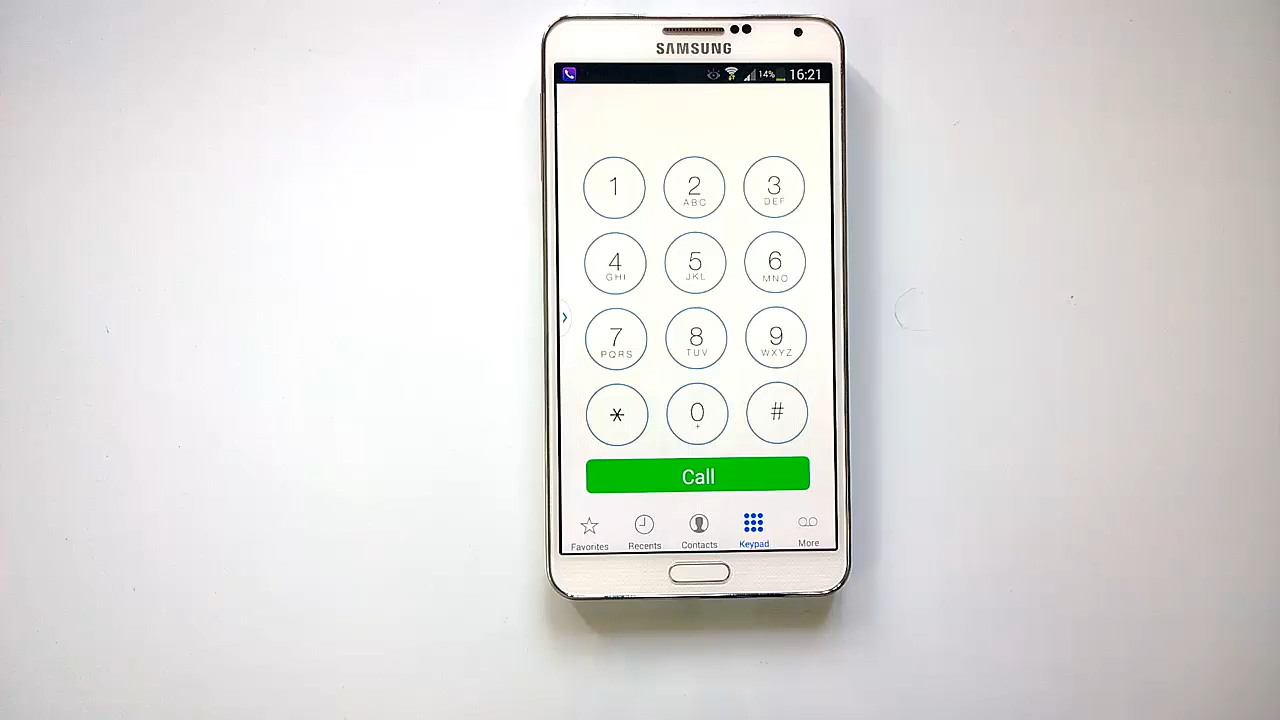 SAMSUNG
14% 16:21
1 2 3
ABC DEF
4 5 6
GHI JKL MNO
7 8 9
PQRS TUV WXYZ
* 0 #
+
Call
Favorites Recents Contacts Keypad More